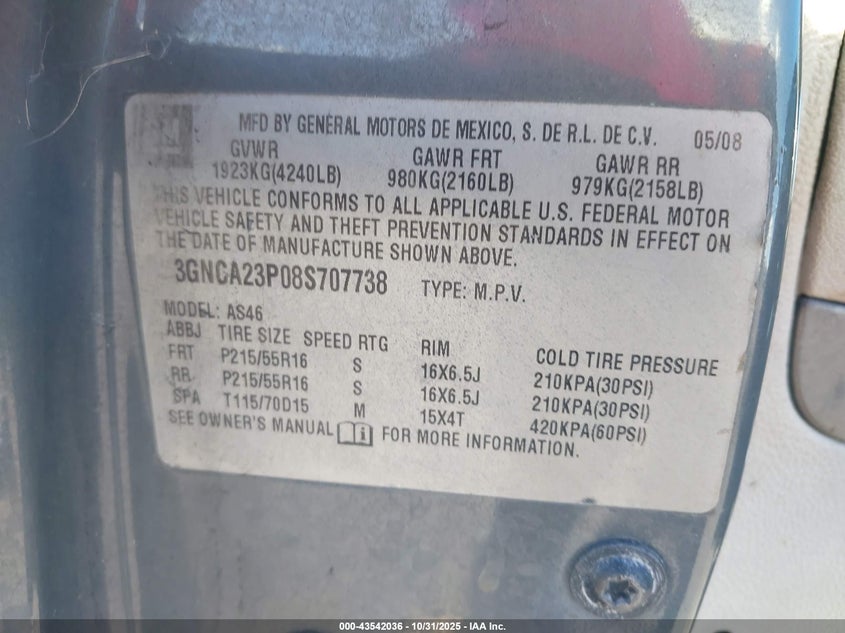 GM
MFD BY GENERAL MOTORS DE MEXICO, S. DE R.L. DE C.V. 05/08
GVWR GAWR FRT GAWR RR
1923KG(4240LB) 980KG(2160LB) 979KG(2158LB)
THIS VEHICLE CONFORMS TO ALL APPLICABLE U.S. FEDERAL MOTOR
VEHICLE SAFETY AND THEFT PREVENTION STANDARDS IN EFFECT ON
THE DATE OF MANUFACTURE SHOWN ABOVE.
3GNCA23P08S707738 TYPE: M.P.V.
MODEL: AS46
ABBJ TIRE SIZE SPEED RTG RIM COLD TIRE PRESSURE
FRT P215/55R16 S 16X6.5J 210KPA(30PSI)
RR P215/55R16 S 16X6.5J 210KPA(30PSI)
SPA T115/70D15 M 15X4T 420KPA(60PSI)
SEE OWNER'S MANUAL i FOR MORE INFORMATION.
000-43542036 - 10/31/2025 - IAA Inc.